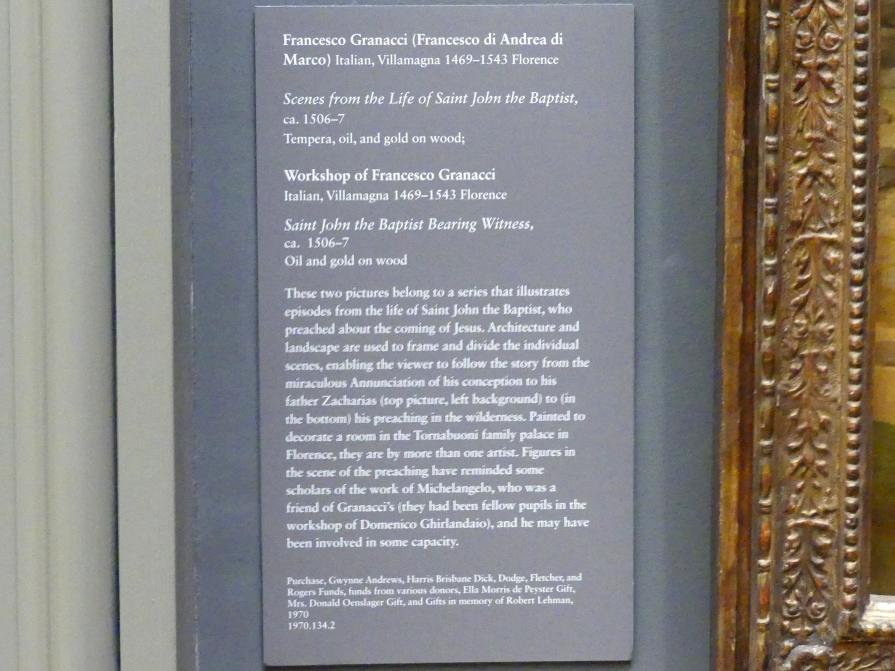 Francesco Granacci (Francesco di Andrea di
Marco) Italian, Villamagna 1469–1543 Florence
Scenes from the Life of Saint John the Baptist,
ca. 1506–7
Tempera, oil, and gold on wood;
Workshop of Francesco Granacci
Italian, Villamagna 1469–1543 Florence
Saint John the Baptist Bearing Witness,
ca. 1506–7
Oil and gold on wood
These two pictures belong to a series that illustrates
episodes from the life of Saint John the Baptist, who
preached about the coming of Jesus. Architecture and
landscape are used to frame and divide the individual
scenes, enabling the viewer to follow the story from the
miraculous Annunciation of his conception to his
father Zacharias (top picture, left background) to (in
the bottom) his preaching in the wilderness. Painted to
decorate a room in the Tornabuoni family palace in
Florence, they are by more than one artist. Figures in
the scene of the preaching have reminded some
scholars of the work of Michelangelo, who was a
friend of Granacci's (they had been fellow pupils in the
workshop of Domenico Ghirlandaio), and he may have
been involved in some capacity.
Purchase, Gwynne Andrews, Harris Brisbane Dick, Dodge, Fletcher, and
Rogers Funds, funds from various donors, Ella Morris de Peyster Gift,
Mrs. Donald Oenslager Gift, and Gifts in memory of Robert Lehman,
1970
1970.134.2